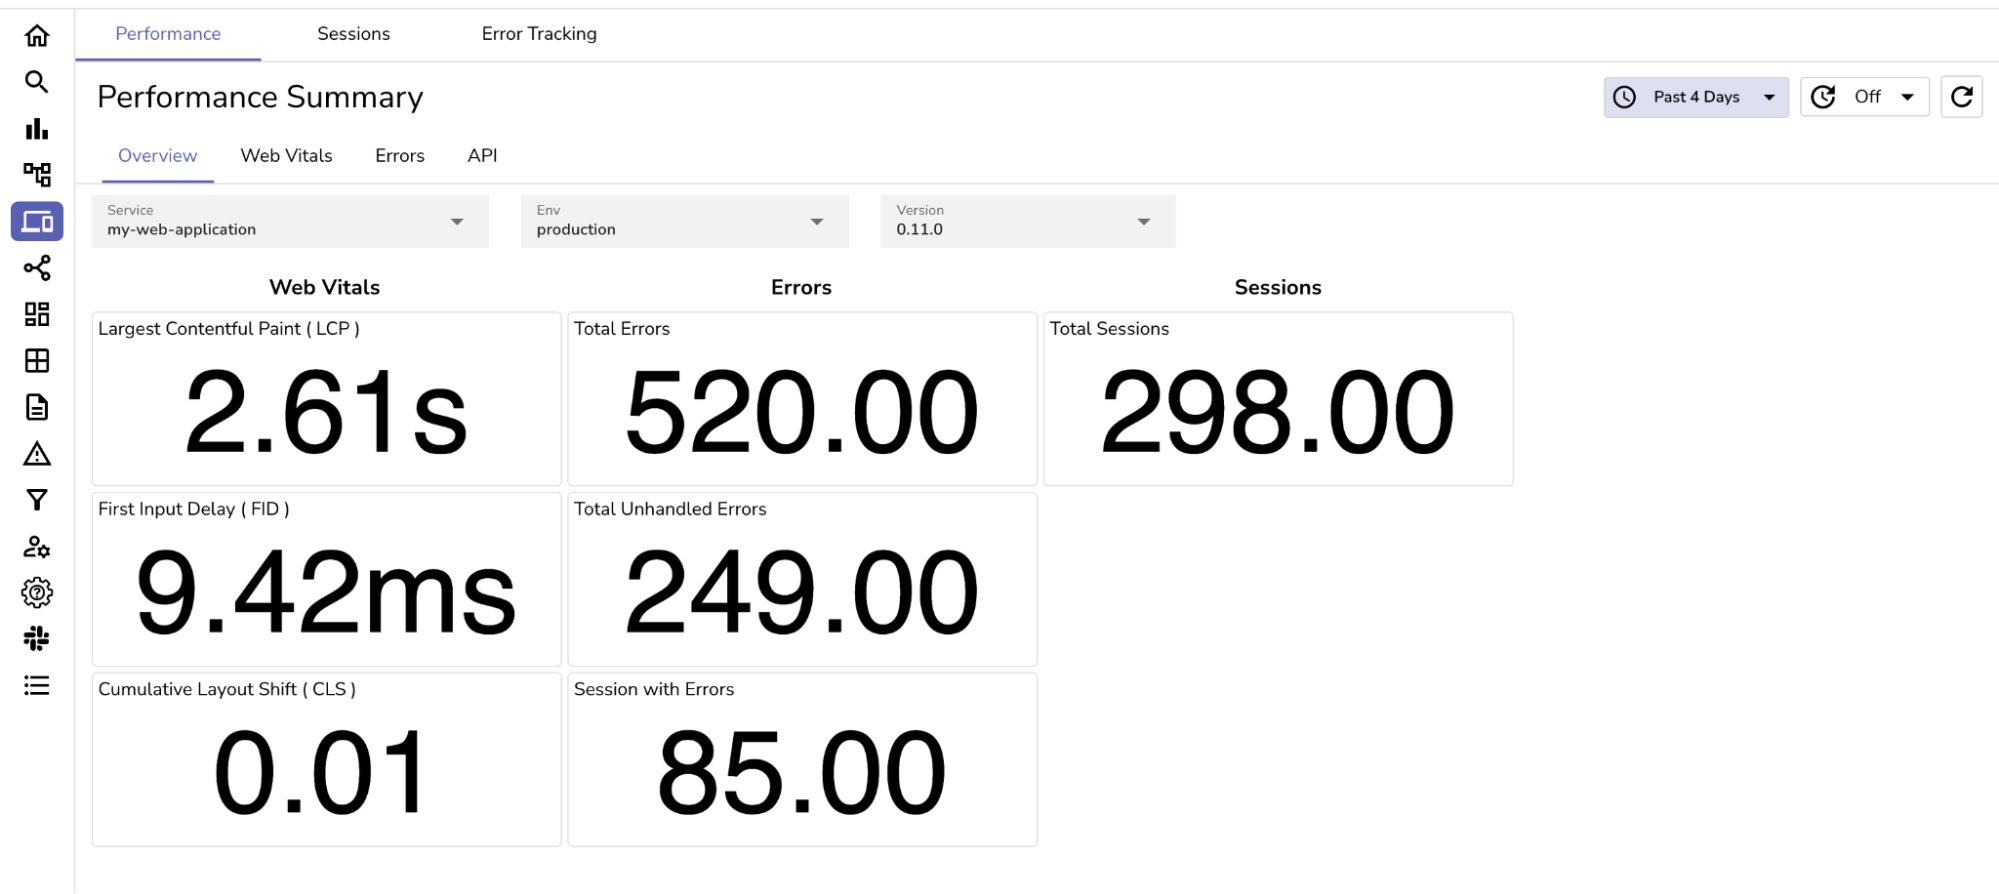 Performance
Sessions
Error Tracking
Performance Summary
Past 4 Days
Off
Overview
Web Vitals
Errors
API
Service
my-web-application
Env
production
Version
0.11.0
Web Vitals
Errors
Sessions
Largest Contentful Paint ( LCP )
2.61s
Total Errors
520.00
Total Sessions
298.00
First Input Delay ( FID )
9.42ms
Total Unhandled Errors
249.00
Cumulative Layout Shift ( CLS )
0.01
Session with Errors
85.00